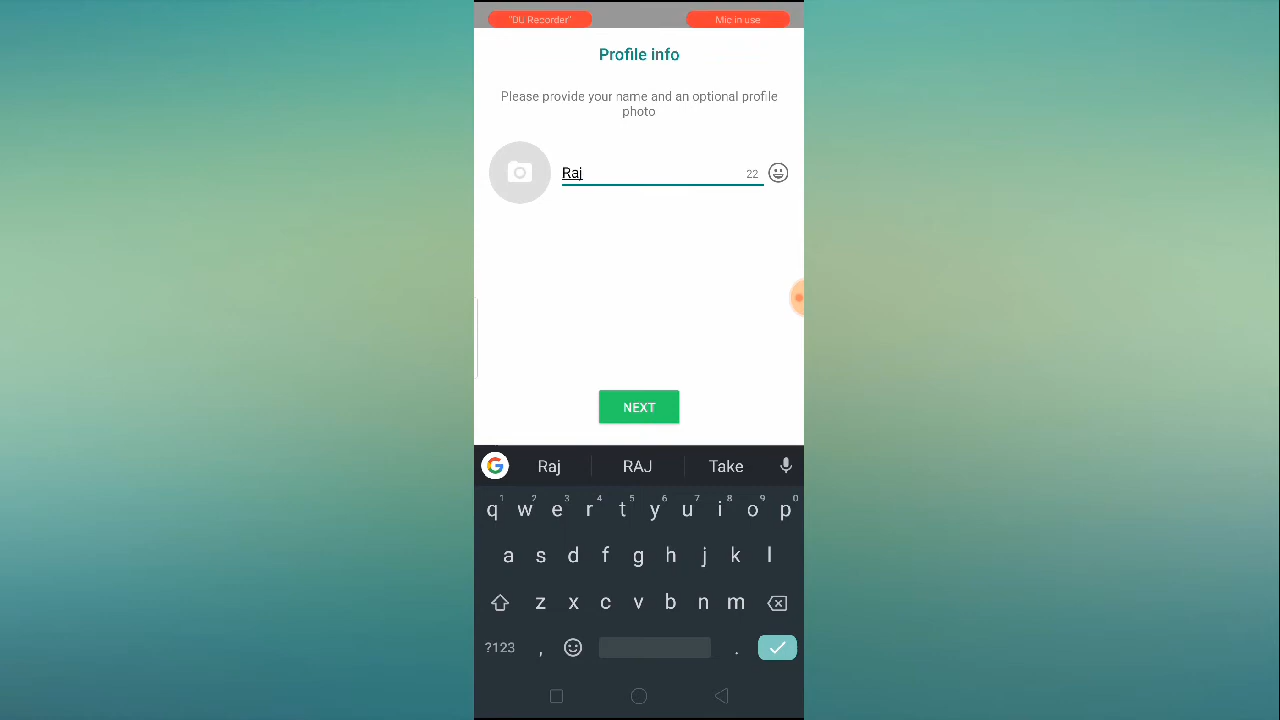 "DU Recorder"
Mic in use
Profile info
Please provide your name and an optional profile
photo
Raj
22
NEXT
G Raj RAJ Take
1 2 3 4 5 6 7 8 9 0
q w e r t y u i o p
a s d f g h j k l
z x c v b n m
?123 , .